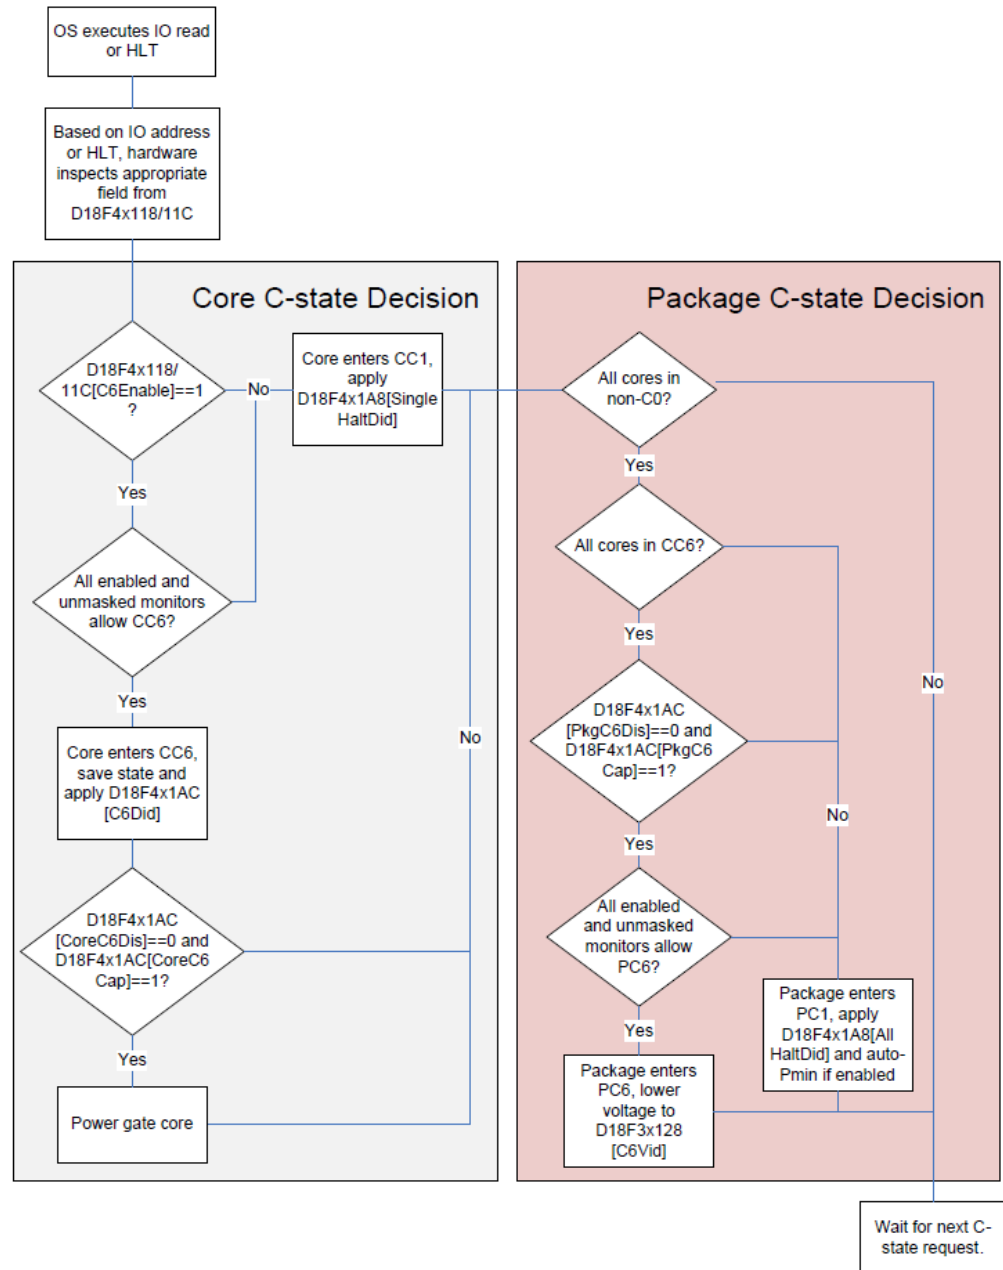 OS executes IO read
or HLT
Based on IO address
or HLT, hardware
inspects appropriate
field from
D18F4x118/11C
Core C-state Decision
D18F4x118/
11C[C6Enable]==1
?
No
Core enters CC1,
apply
D18F4x1A8[Single
HaltDid]
Yes
All enabled and
unmasked monitors
allow CC6?
Yes
Core enters CC6,
save state and
apply D18F4x1AC
[C6Did]
No
D18F4x1AC
[CoreC6Dis]==0 and
D18F4x1AC[CoreC6
Cap]==1?
Yes
Power gate core
Package C-state Decision
All cores in
non-C0?
Yes
All cores in CC6?
Yes
No
D18F4x1AC
[PkgC6Dis]==0 and
D18F4x1AC[PkgC6
Cap]==1?
No
Yes
All enabled
and unmasked
monitors allow
PC6?
Yes
Package enters
PC1, apply
D18F4x1A8[All
HaltDid] and auto-
Pmin if enabled
Package enters
PC6, lower
voltage to
D18F3x128
[C6Vid]
Wait for next C-
state request.